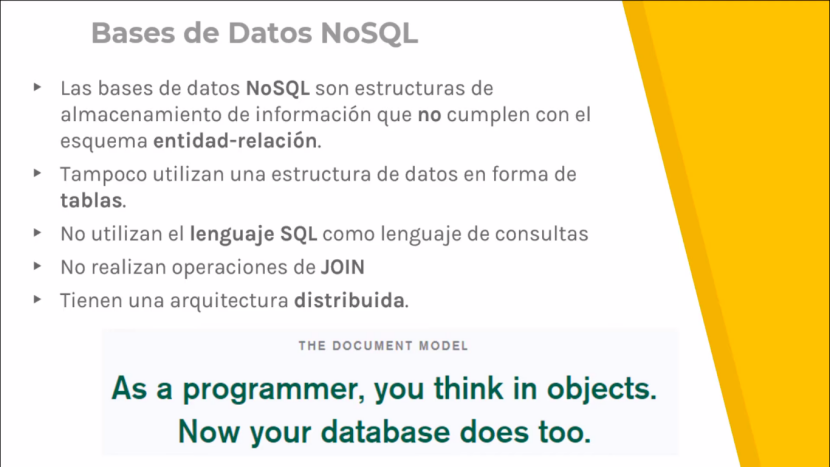 Bases de Datos NoSQL
Las bases de datos NoSQL son estructuras de
almacenamiento de información que no cumplen con el
esquema entidad-relación.
Tampoco utilizan una estructura de datos en forma de
tablas.
No utilizan el lenguaje SQL como lenguaje de consultas
No realizan operaciones de JOIN
Tienen una arquitectura distribuida.
THE DOCUMENT MODEL
As a programmer, you think in objects.
Now your database does too.